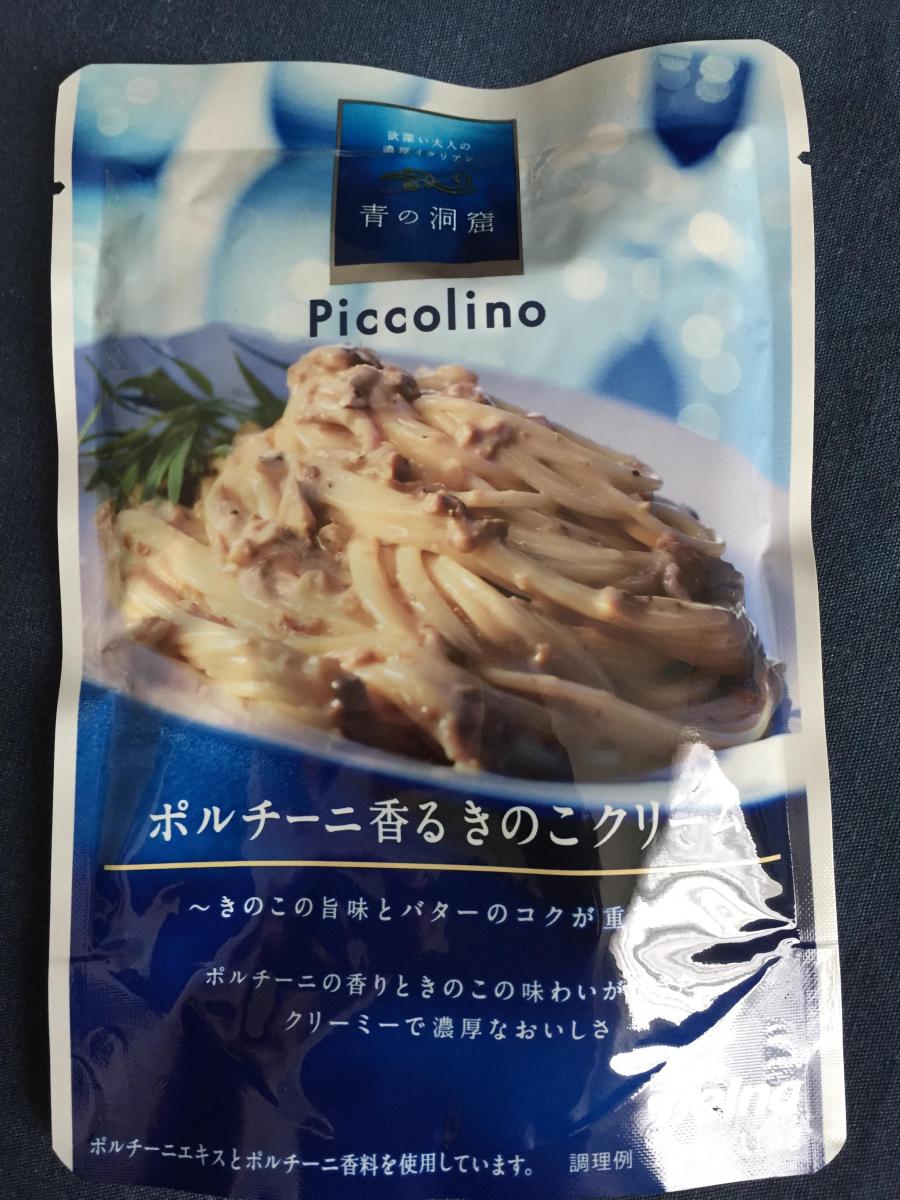 欲深い大人の
濃厚イタリアン
青の洞窟
Piccolino
ポルチーニ香るきのこクリーム
～きのこの旨味とバターのコクが重
ポルチーニの香りときのこの味わいが
クリーミーで濃厚なおいしさ
ポルチーニエキスとポルチーニ香料を使用しています。 調理例